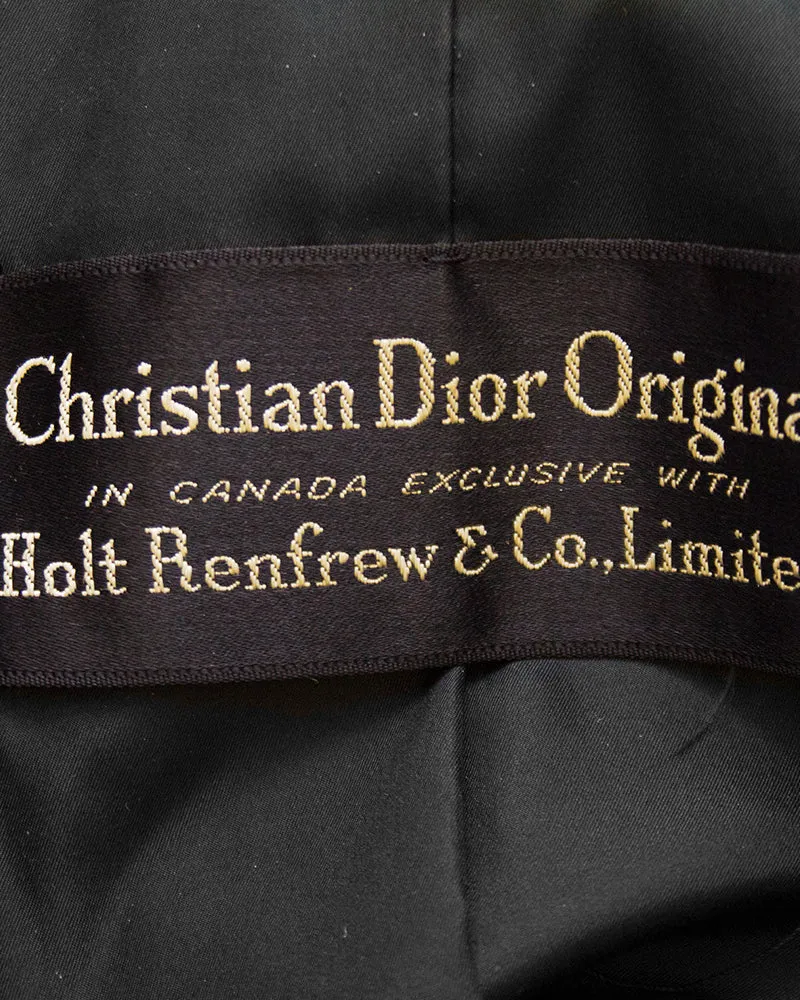 Christian Dior Origina
IN CANADA EXCLUSIVE WITH
Holt Renfrew & Co., Limite